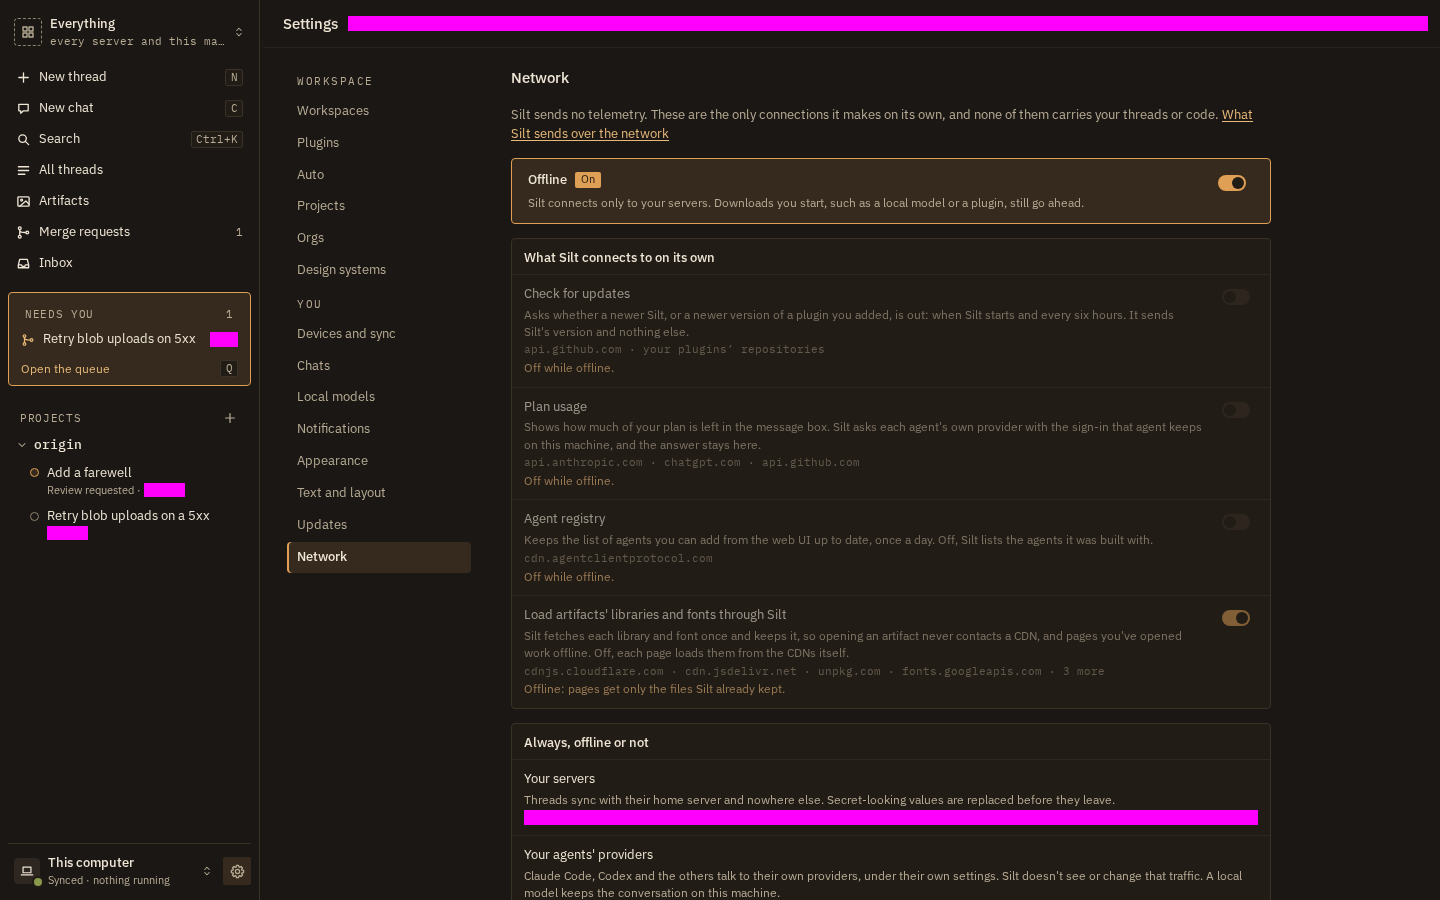 Everything
every server and this ma…
New thread N
New chat C
Search Ctrl+K
All threads
Artifacts
Merge requests 1
Inbox
NEEDS YOU 1
Retry blob uploads on 5xx
Open the queue Q
PROJECTS
origin
Add a farewell
Review requested ·
Retry blob uploads on a 5xx
This computer
Synced · nothing running
Settings
WORKSPACE
Workspaces
Plugins
Auto
Projects
Orgs
Design systems
YOU
Devices and sync
Chats
Local models
Notifications
Appearance
Text and layout
Updates
Network
Network
Silt sends no telemetry. These are the only connections it makes on its own, and none of them carries your threads or code. What
Silt sends over the network
Offline On
Silt connects only to your servers. Downloads you start, such as a local model or a plugin, still go ahead.
What Silt connects to on its own
Check for updates
Asks whether a newer Silt, or a newer version of a plugin you added, is out: when Silt starts and every six hours. It sends
Silt's version and nothing else.
api.github.com · your plugins’ repositories
Off while offline.
Plan usage
Shows how much of your plan is left in the message box. Silt asks each agent's own provider with the sign-in that agent keeps
on this machine, and the answer stays here.
api.anthropic.com · chatgpt.com · api.github.com
Off while offline.
Agent registry
Keeps the list of agents you can add from the web UI up to date, once a day. Off, Silt lists the agents it was built with.
cdn.agentclientprotocol.com
Off while offline.
Load artifacts' libraries and fonts through Silt
Silt fetches each library and font once and keeps it, so opening an artifact never contacts a CDN, and pages you've opened
work offline. Off, each page loads them from the CDNs itself.
cdnjs.cloudflare.com · cdn.jsdelivr.net · unpkg.com · fonts.googleapis.com · 3 more
Offline: pages get only the files Silt already kept.
Always, offline or not
Your servers
Threads sync with their home server and nowhere else. Secret-looking values are replaced before they leave.
Your agents' providers
Claude Code, Codex and the others talk to their own providers, under their own settings. Silt doesn't see or change that traffic. A local
model keeps the conversation on this machine.